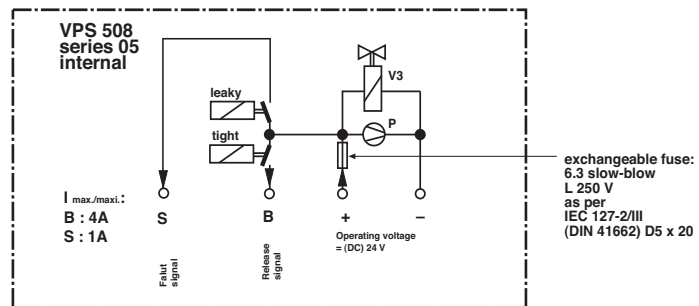 VPS 508
series 05
internal
leaky
tight
V3
P
I max./maxi.:
B : 4A
S : 1A
S
B
+
–
Operating voltage
= (DC) 24 V
Falut
signal
Release
signal
exchangeable fuse:
6.3 slow-blow
L 250 V
as per
IEC 127-2/III
(DIN 41662) D5 x 20